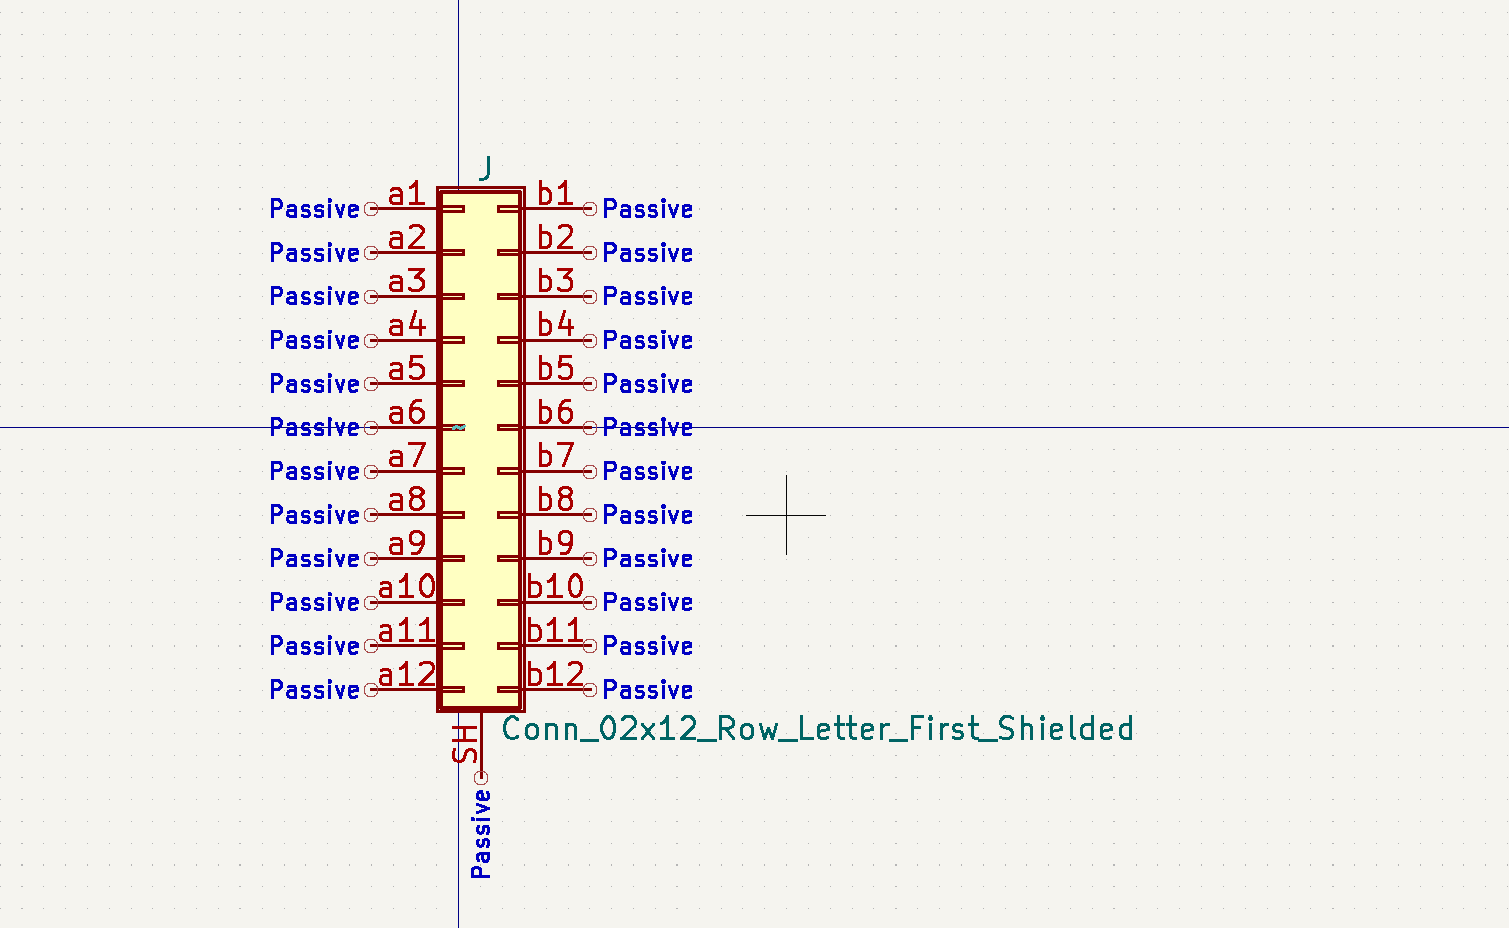 J
Passive a1 b1 Passive
Passive a2 b2 Passive
Passive a3 b3 Passive
Passive a4 b4 Passive
Passive a5 b5 Passive
Passive a6 b6 Passive
Passive a7 b7 Passive
Passive a8 b8 Passive
Passive a9 b9 Passive
Passive a10 b10 Passive
Passive a11 b11 Passive
Passive a12 b12 Passive
Conn_02x12_Row_Letter_First_Shielded
SH
Passive